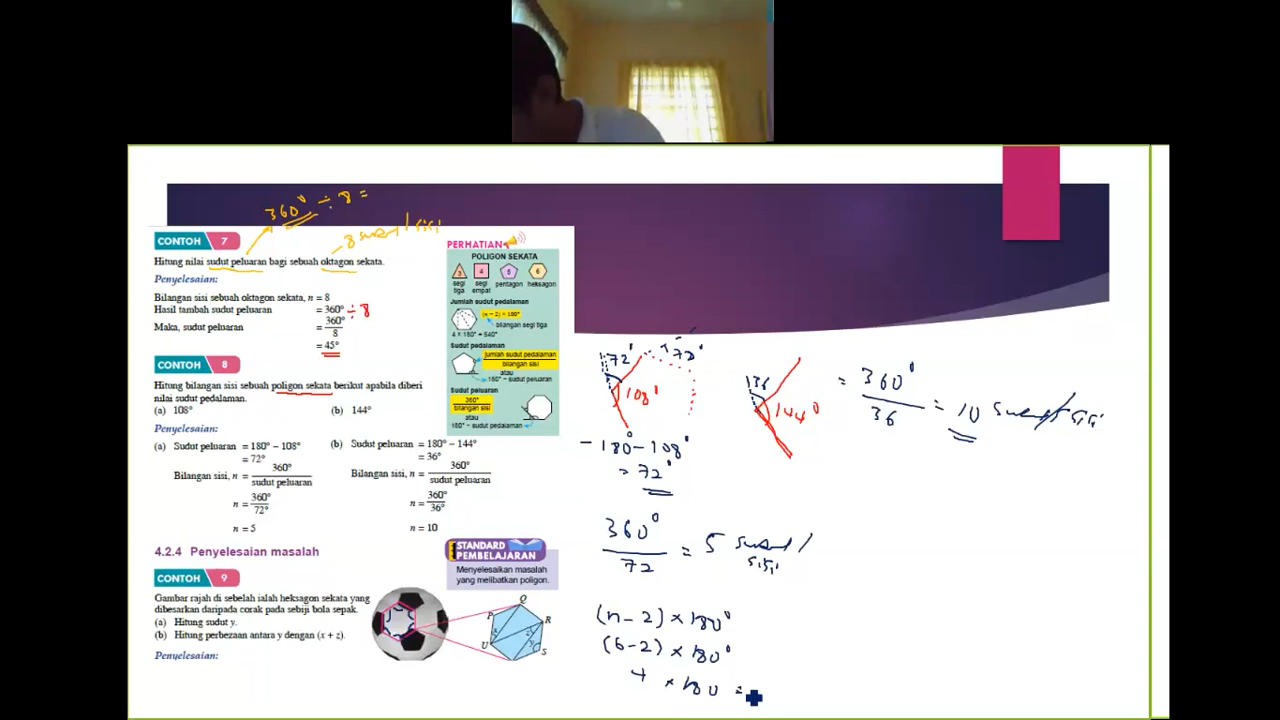 360° ÷ 8 =
8 sudut / sisi
CONTOH 7
Hitung nilai sudut peluaran bagi sebuah oktagon sekata.
Penyelesaian:
Bilangan sisi sebuah oktagon sekata, n = 8
Hasil tambah sudut peluaran = 360° ÷ 8
Maka, sudut peluaran = 360°/8
= 45°
CONTOH 8
Hitung bilangan sisi sebuah poligon sekata berikut apabila diberi
nilai sudut pedalaman.
(a) 108° (b) 144°
Penyelesaian:
(a) Sudut peluaran = 180° – 108°
= 72°
Bilangan sisi, n = 360°/sudut peluaran
n = 360°/72°
n = 5
(b) Sudut peluaran = 180° – 144°
= 36°
Bilangan sisi, n = 360°/sudut peluaran
n = 360°/36°
n = 10
4.2.4 Penyelesaian masalah
CONTOH 9
Gambar rajah di sebelah ialah heksagon sekata yang
dibesarkan daripada corak pada sebiji bola sepak.
(a) Hitung sudut y.
(b) Hitung perbezaan antara y dengan (x + z).
Penyelesaian:
PERHATIAN
POLIGON SEKATA
3 4 5 6
segi tiga
segi empat
pentagon
heksagon
Jumlah sudut pedalaman
(n – 2) × 180°
bilangan segi tiga
4 × 180° = 540°
Sudut pedalaman
jumlah sudut pedalaman
bilangan sisi
atau
180° – sudut peluaran
Sudut peluaran
360°
bilangan sisi
atau
180° – sudut pedalaman
STANDARD
PEMBELAJARAN
Menyelesaikan masalah
yang melibatkan poligon.
P Q R S U
72° 72°
108°
- 180° - 108°
= 72°
360°/72 = 5 sudut / sisi
(n - 2) × 180°
(6 - 2) × 180°
4 × 180 =
136
144°
= 360°/36 = 10 sudut / sisi